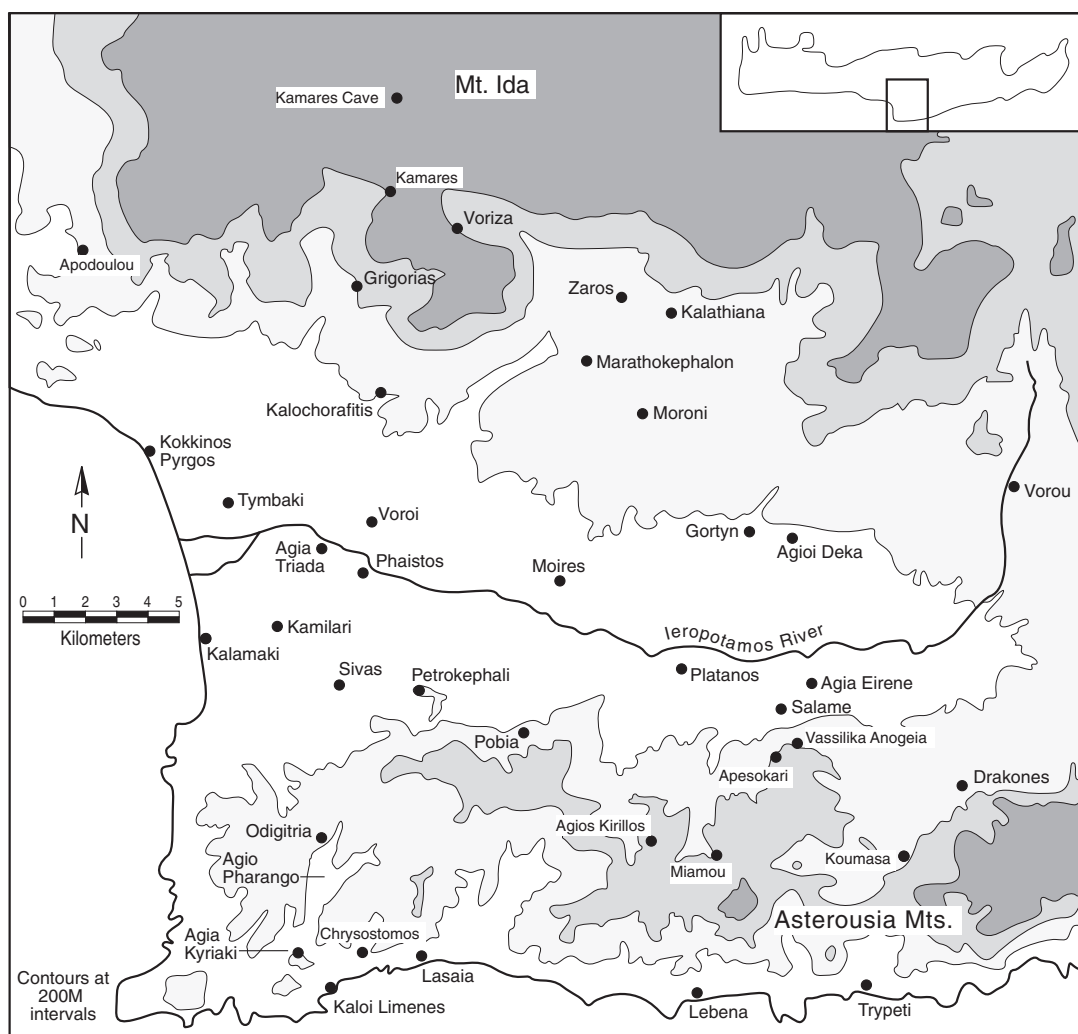 Mt. Ida
Kamares Cave
Kamares
Voriza
Apodoulou
Grigorias
Zaros
Kalathiana
Marathokephalon
Kalochorafitis
Moroni
Kokkinos
Pyrgos
N
Tymbaki
Voroi
Vorou
Gortyn
Agioi Deka
Agia
Triada
Phaistos
Moires
0 1 2 3 4 5
Kilometers
Kamilari
Kalamaki
Ieropotamos River
Sivas
Petrokephali
Platanos
Agia Eirene
Salame
Pobia
Vassilika Anogeia
Apesokari
Drakones
Odigitria
Agios Kirillos
Agio
Pharango
Miamou
Koumasa
Asterousia Mts.
Agia
Kyriaki
Chrysostomos
Lasaia
Contours at
200M
intervals
Kaloi Limenes
Lebena
Trypeti